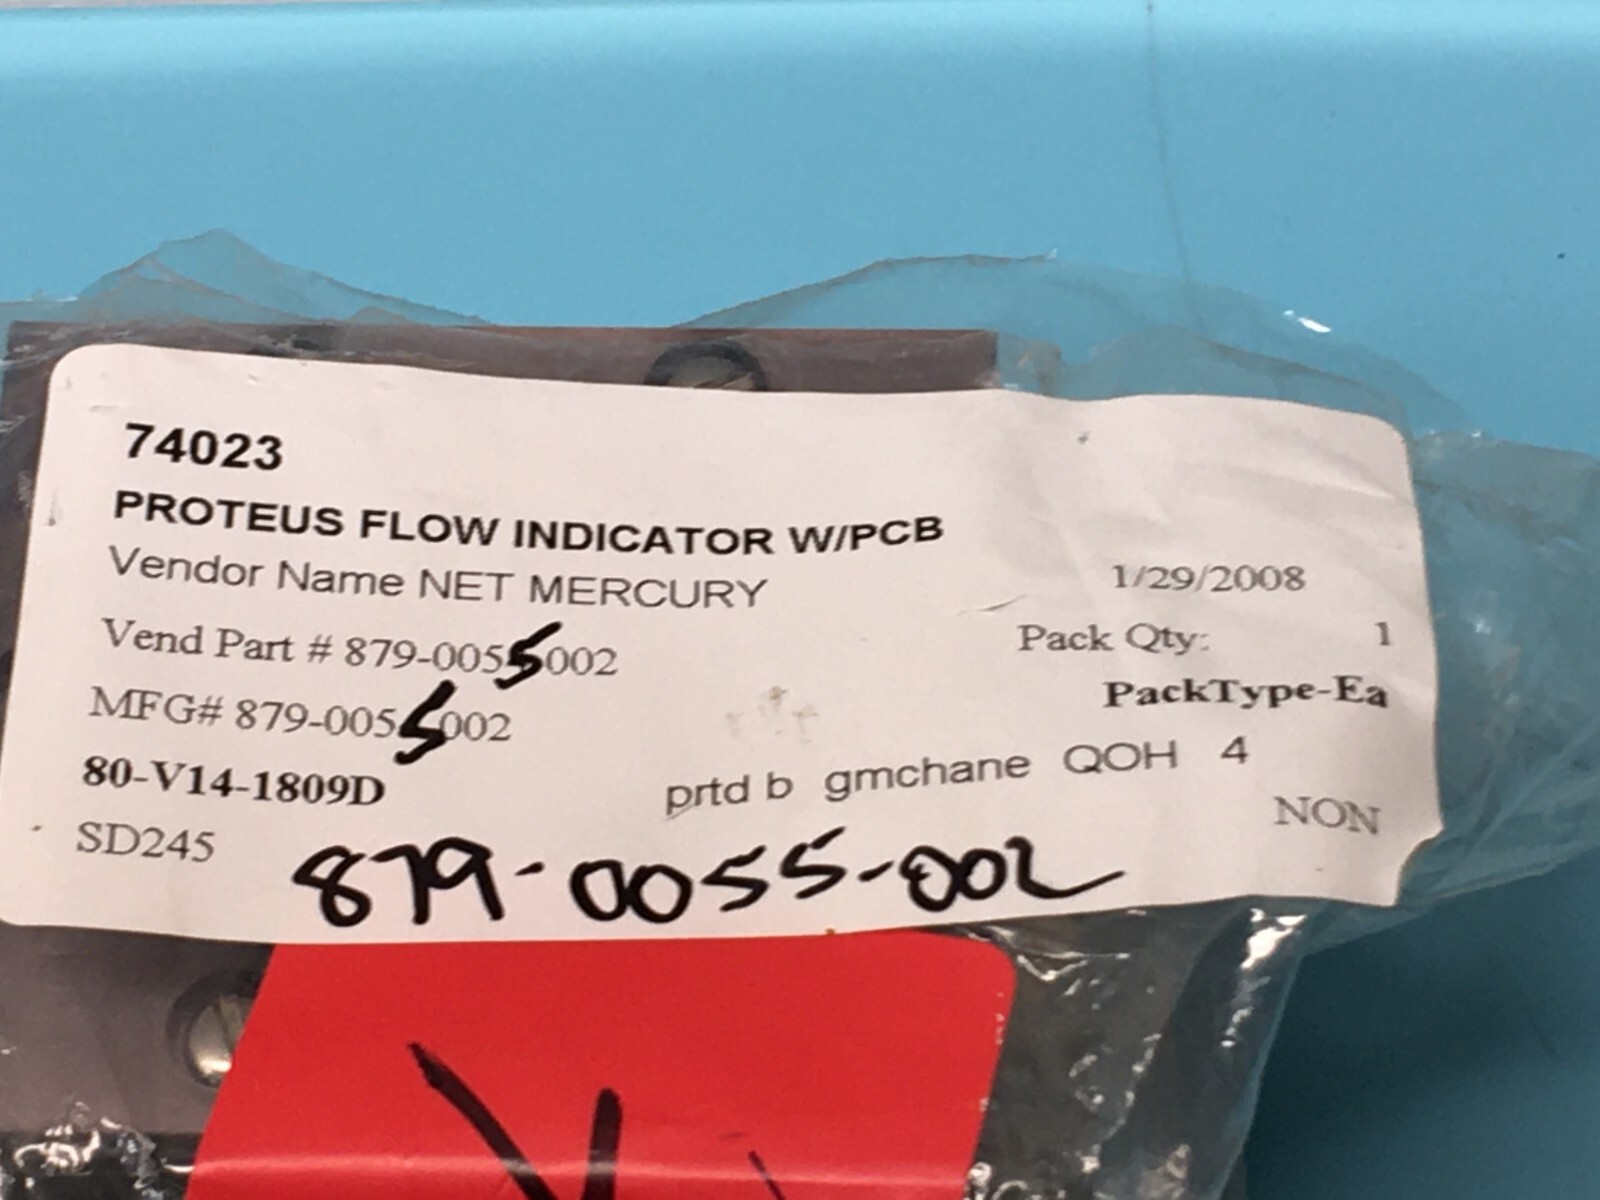 74023
PROTEUS FLOW INDICATOR W/PCB
Vendor Name NET MERCURY
1/29/2008
Vend Part # 879-0055002
Pack Qty: 1
MFG# 879-0055002
PackType-Ea
80-V14-1809D
prtd b gmchane QOH 4
SD245
NON
879-0055-002